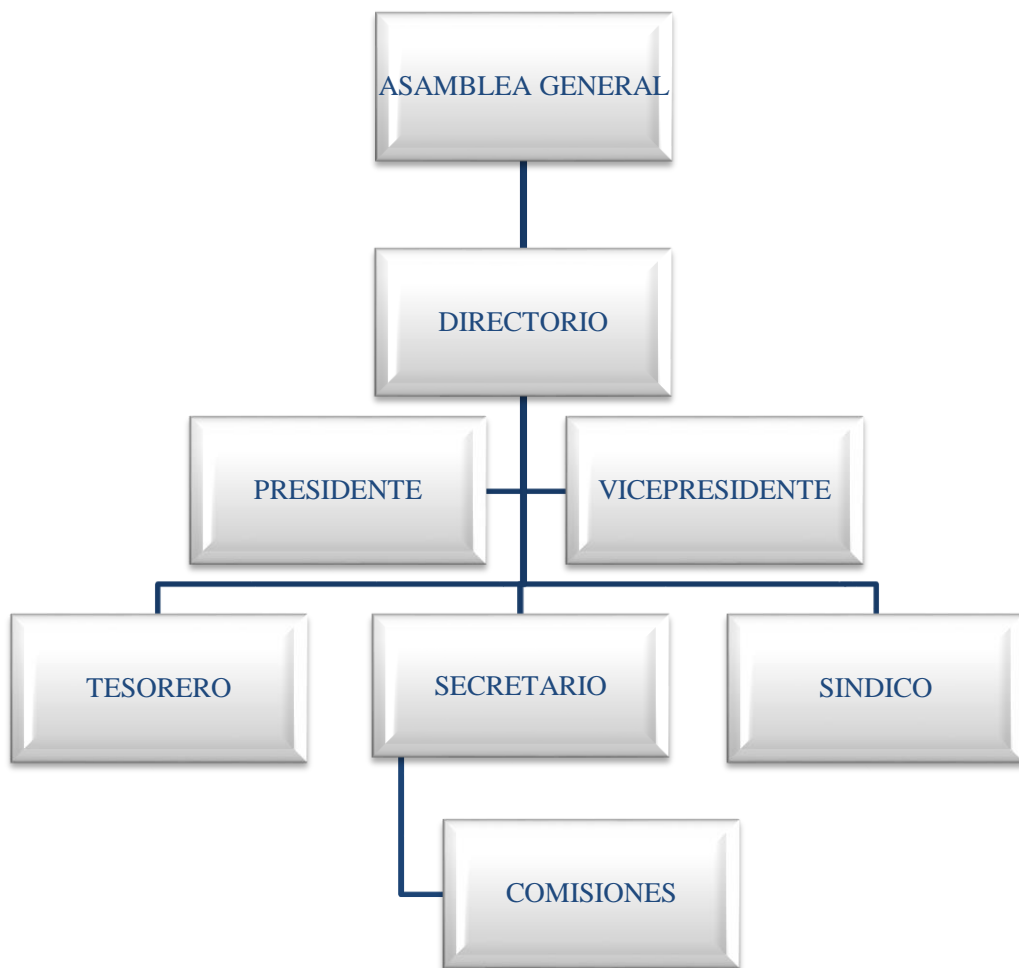 ASAMBLEA GENERAL
DIRECTORIO
PRESIDENTE
VICEPRESIDENTE
TESORERO
SECRETARIO
SINDICO
COMISIONES